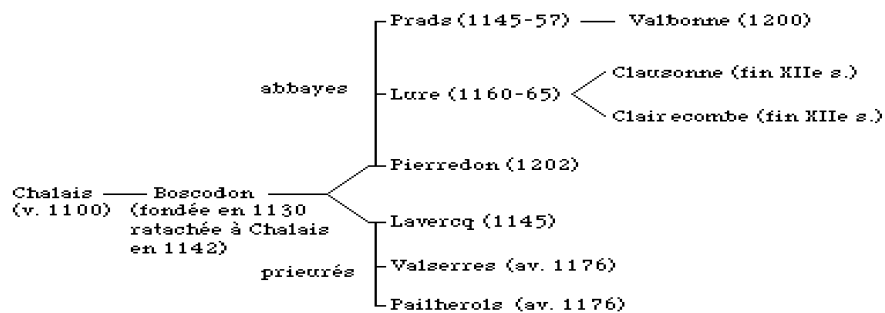 Prads (1145-57)
Valbonne (1200)
Clausonne (fin XIIe s.)
abbayes
Lure (1160-65)
Clairecombe (fin XIIe s.)
Pierredon (1202)
Chalais
(v. 1100)
Boscodon
(fondée en 1130
ratachée à Chalais
en 1142)
Lavercq (1145)
prieurés
Valserres (av. 1176)
Pailherols (av. 1176)